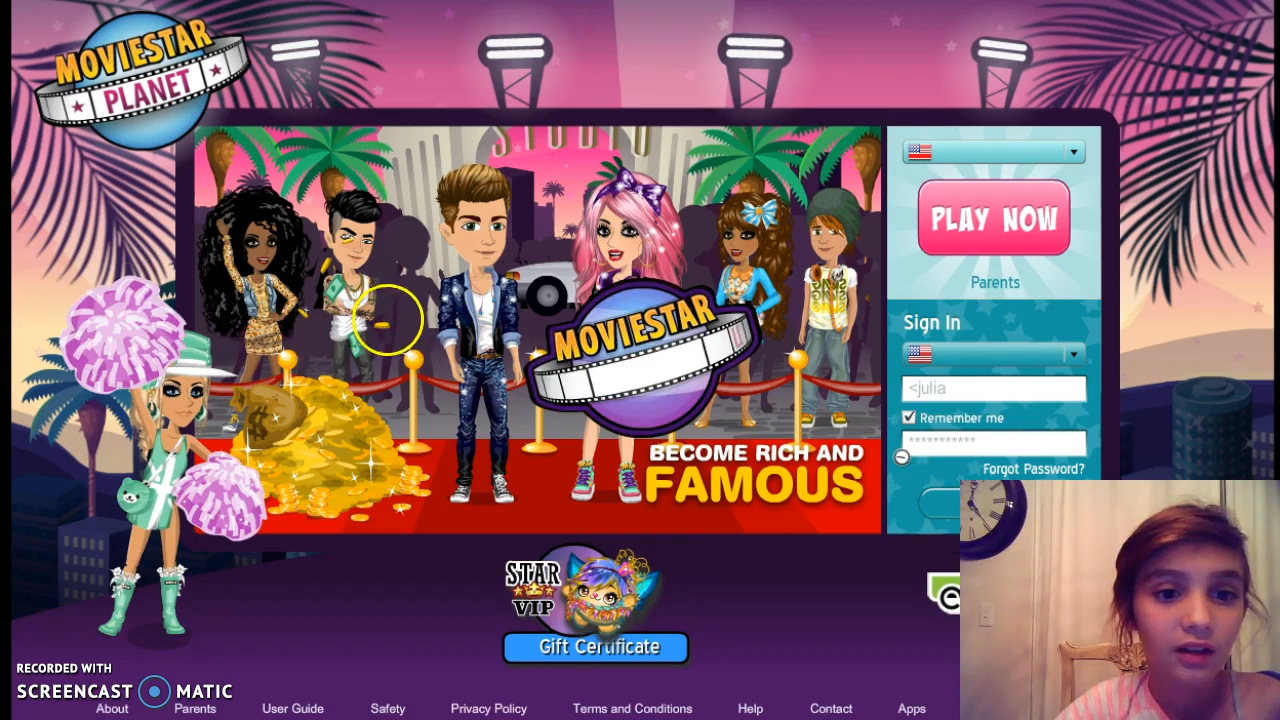 MOVIESTAR
PLANET
STUDIO
PLAY NOW
Parents
Sign In
<julia
Remember me
***********
Forgot Password?
MOVIESTAR
BECOME RICH AND
FAMOUS
STAR
VIP
Gift Certificate
RECORDED WITH
SCREENCAST MATIC
About Parents User Guide Safety Privacy Policy Terms and Conditions Help Contact Apps